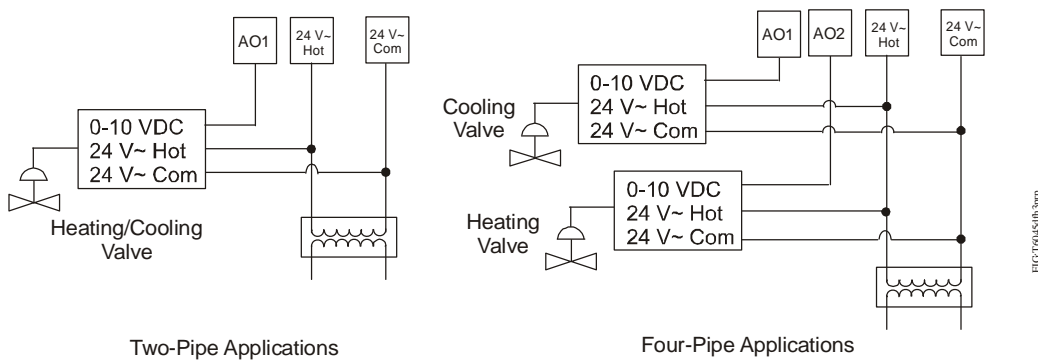 AO1
24 V~
Hot
24 V~
Com
0-10 VDC
24 V~ Hot
24 V~ Com
Heating/Cooling
Valve
Two-Pipe Applications
AO1
AO2
24 V~
Hot
24 V~
Com
Cooling
Valve
0-10 VDC
24 V~ Hot
24 V~ Com
Heating
Valve
0-10 VDC
24 V~ Hot
24 V~ Com
Four-Pipe Applications